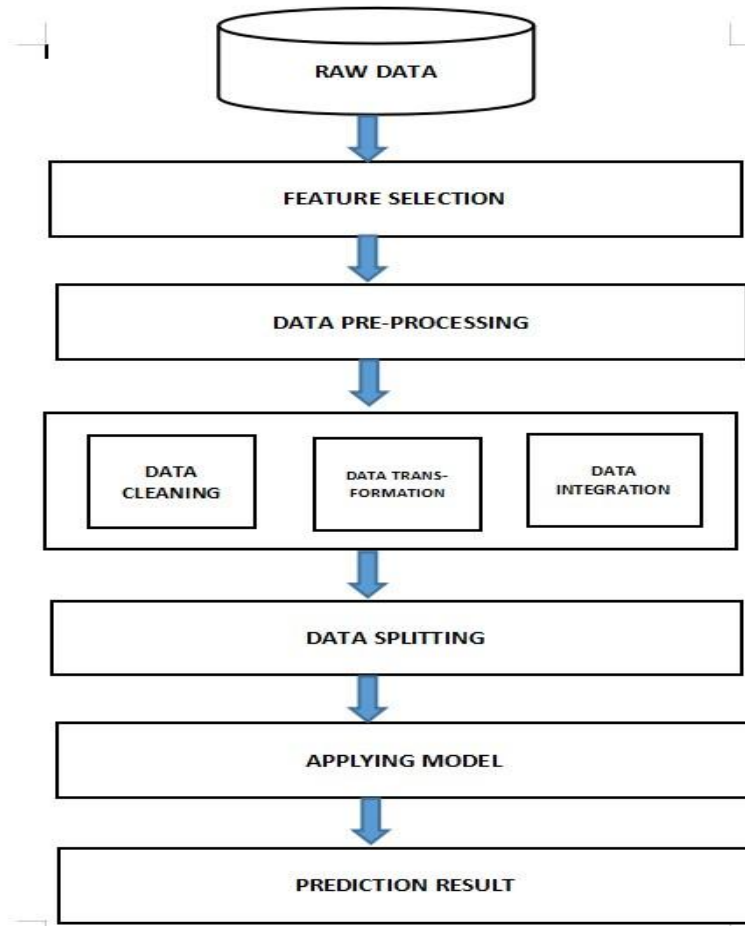 RAW DATA
FEATURE SELECTION
DATA PRE-PROCESSING
DATA
CLEANING
DATA TRANS-
FORMATION
DATA
INTEGRATION
DATA SPLITTING
APPLYING MODEL
PREDICTION RESULT